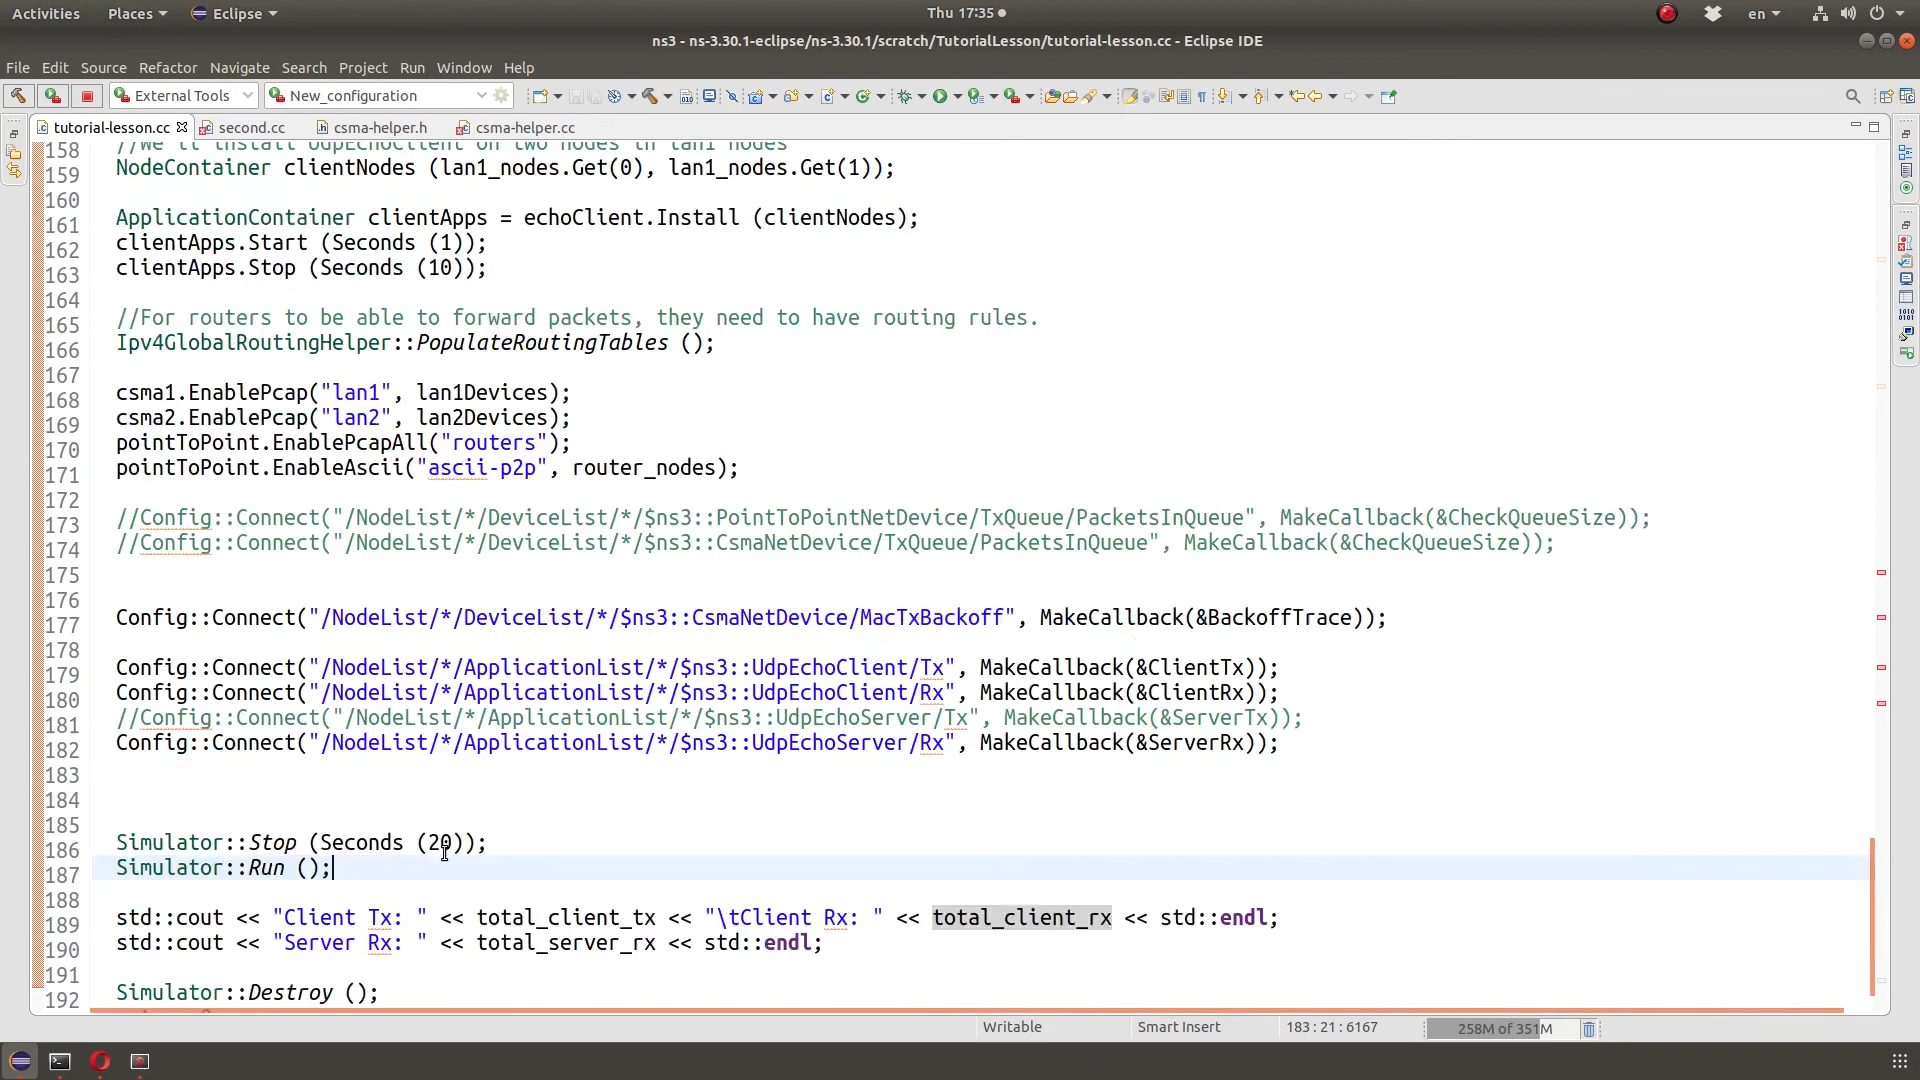 Activities Places Eclipse Thu 17:35 en
ns3 - ns-3.30.1-eclipse/ns-3.30.1/scratch/TutorialLesson/tutorial-lesson.cc - Eclipse IDE
File Edit Source Refactor Navigate Search Project Run Window Help
External Tools New_configuration
tutorial-lesson.cc second.cc csma-helper.h csma-helper.cc
158 //We'll install UdpEchoClient on two nodes in lan1 nodes
159 NodeContainer clientNodes (lan1_nodes.Get(0), lan1_nodes.Get(1));
160
161 ApplicationContainer clientApps = echoClient.Install (clientNodes);
162 clientApps.Start (Seconds (1));
163 clientApps.Stop (Seconds (10));
164
165 //For routers to be able to forward packets, they need to have routing rules.
166 Ipv4GlobalRoutingHelper::PopulateRoutingTables ();
167
168 csma1.EnablePcap("lan1", lan1Devices);
169 csma2.EnablePcap("lan2", lan2Devices);
170 pointToPoint.EnablePcapAll("routers");
171 pointToPoint.EnableAscii("ascii-p2p", router_nodes);
172
173 //Config::Connect("/NodeList/*/DeviceList/*/$ns3::PointToPointNetDevice/TxQueue/PacketsInQueue", MakeCallback(&CheckQueueSize));
174 //Config::Connect("/NodeList/*/DeviceList/*/$ns3::CsmaNetDevice/TxQueue/PacketsInQueue", MakeCallback(&CheckQueueSize));
175
176
177 Config::Connect("/NodeList/*/DeviceList/*/$ns3::CsmaNetDevice/MacTxBackoff", MakeCallback(&BackoffTrace));
178
179 Config::Connect("/NodeList/*/ApplicationList/*/$ns3::UdpEchoClient/Tx", MakeCallback(&ClientTx));
180 Config::Connect("/NodeList/*/ApplicationList/*/$ns3::UdpEchoClient/Rx", MakeCallback(&ClientRx));
181 //Config::Connect("/NodeList/*/ApplicationList/*/$ns3::UdpEchoServer/Tx", MakeCallback(&ServerTx));
182 Config::Connect("/NodeList/*/ApplicationList/*/$ns3::UdpEchoServer/Rx", MakeCallback(&ServerRx));
183
184
185
186 Simulator::Stop (Seconds (20));
187 Simulator::Run ();
188
189 std::cout << "Client Tx: " << total_client_tx << "\tClient Rx: " << total_client_rx << std::endl;
190 std::cout << "Server Rx: " << total_server_rx << std::endl;
191
192 Simulator::Destroy ();
Writable Smart Insert 183 : 21 : 6167 258M of 351M